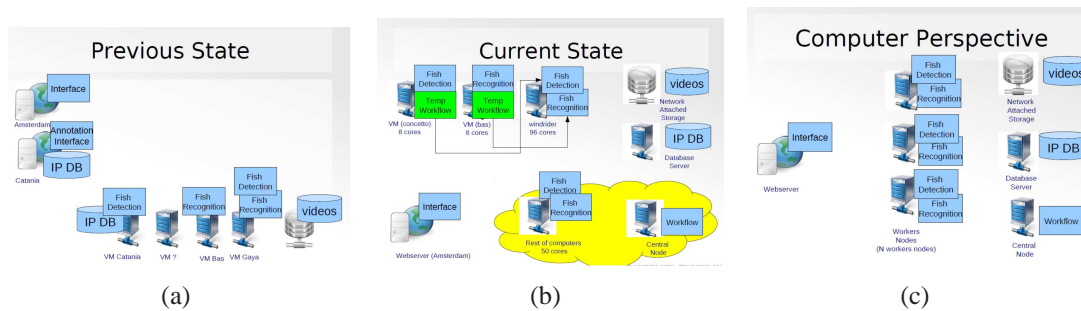 Previous State
Interface
Amsterdam
Annotation
Interface
IP DB
Catania
Fish
Detection
IP DB
VM Catania
VM ?
Fish
Recognition
VM Bas
Fish
Detection
Fish
Recognition
VM Gaya
videos
(a)
Current State
Fish
Detection
Temp
Workflow
VM (concetto)
8 cores
Fish
Recognition
Temp
Workflow
VM (bas)
8 cores
Fish
Detection
Fish
Recognition
windrider
96 cores
videos
Network
Attached
Storage
IP DB
Database
Server
Interface
Webserver (Amsterdam)
Fish
Detection
Fish
Recognition
Rest of computers
50 cores
Workflow
Central
Node
(b)
Computer Perspective
Interface
Webserver
Fish
Detection
Fish
Recognition
Fish
Detection
Fish
Recognition
Fish
Detection
Fish
Recognition
Workers
Nodes
(N workers nodes)
videos
Network
Attached
Storage
IP DB
Database
Server
Workflow
Central
Node
(c)